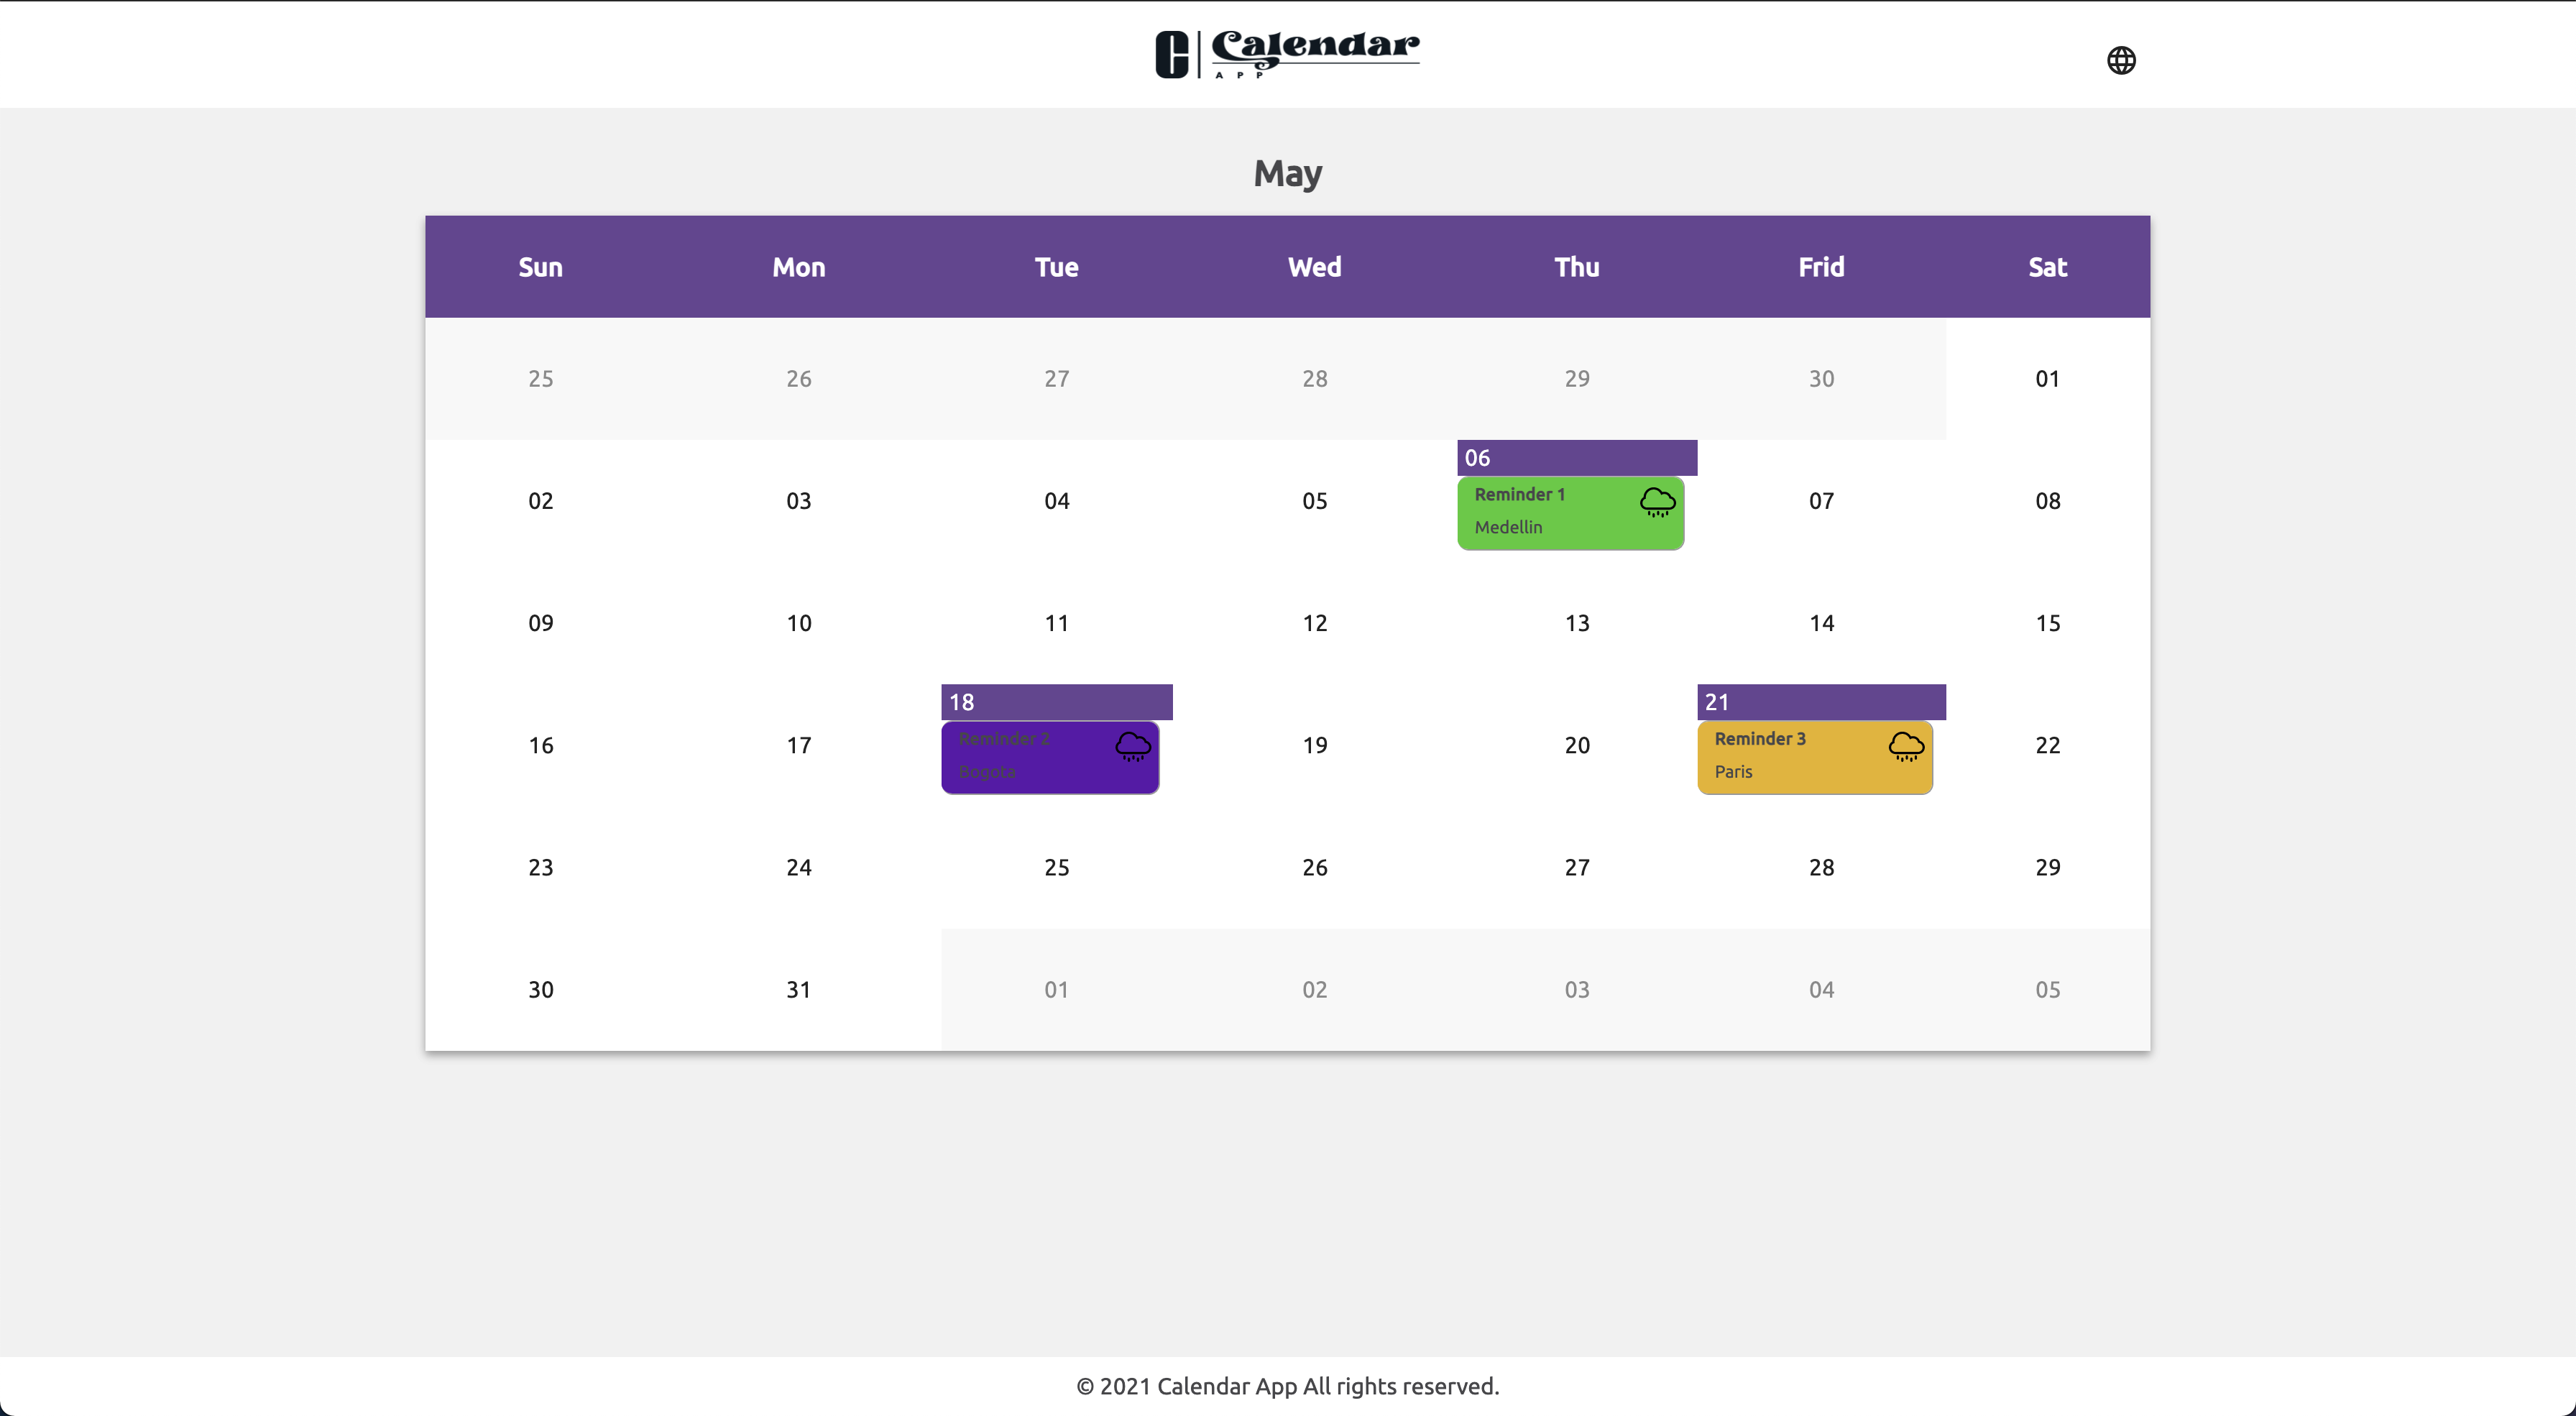 C | Calendar
APP
May
Sun Mon Tue Wed Thu Frid Sat
25 26 27 28 29 30 01
02 03 04 05 06 07 08
Reminder 1
Medellin
09 10 11 12 13 14 15
16 17 18 19 20 21 22
Reminder 2 Reminder 3
Bogota Paris
23 24 25 26 27 28 29
30 31 01 02 03 04 05
© 2021 Calendar App All rights reserved.